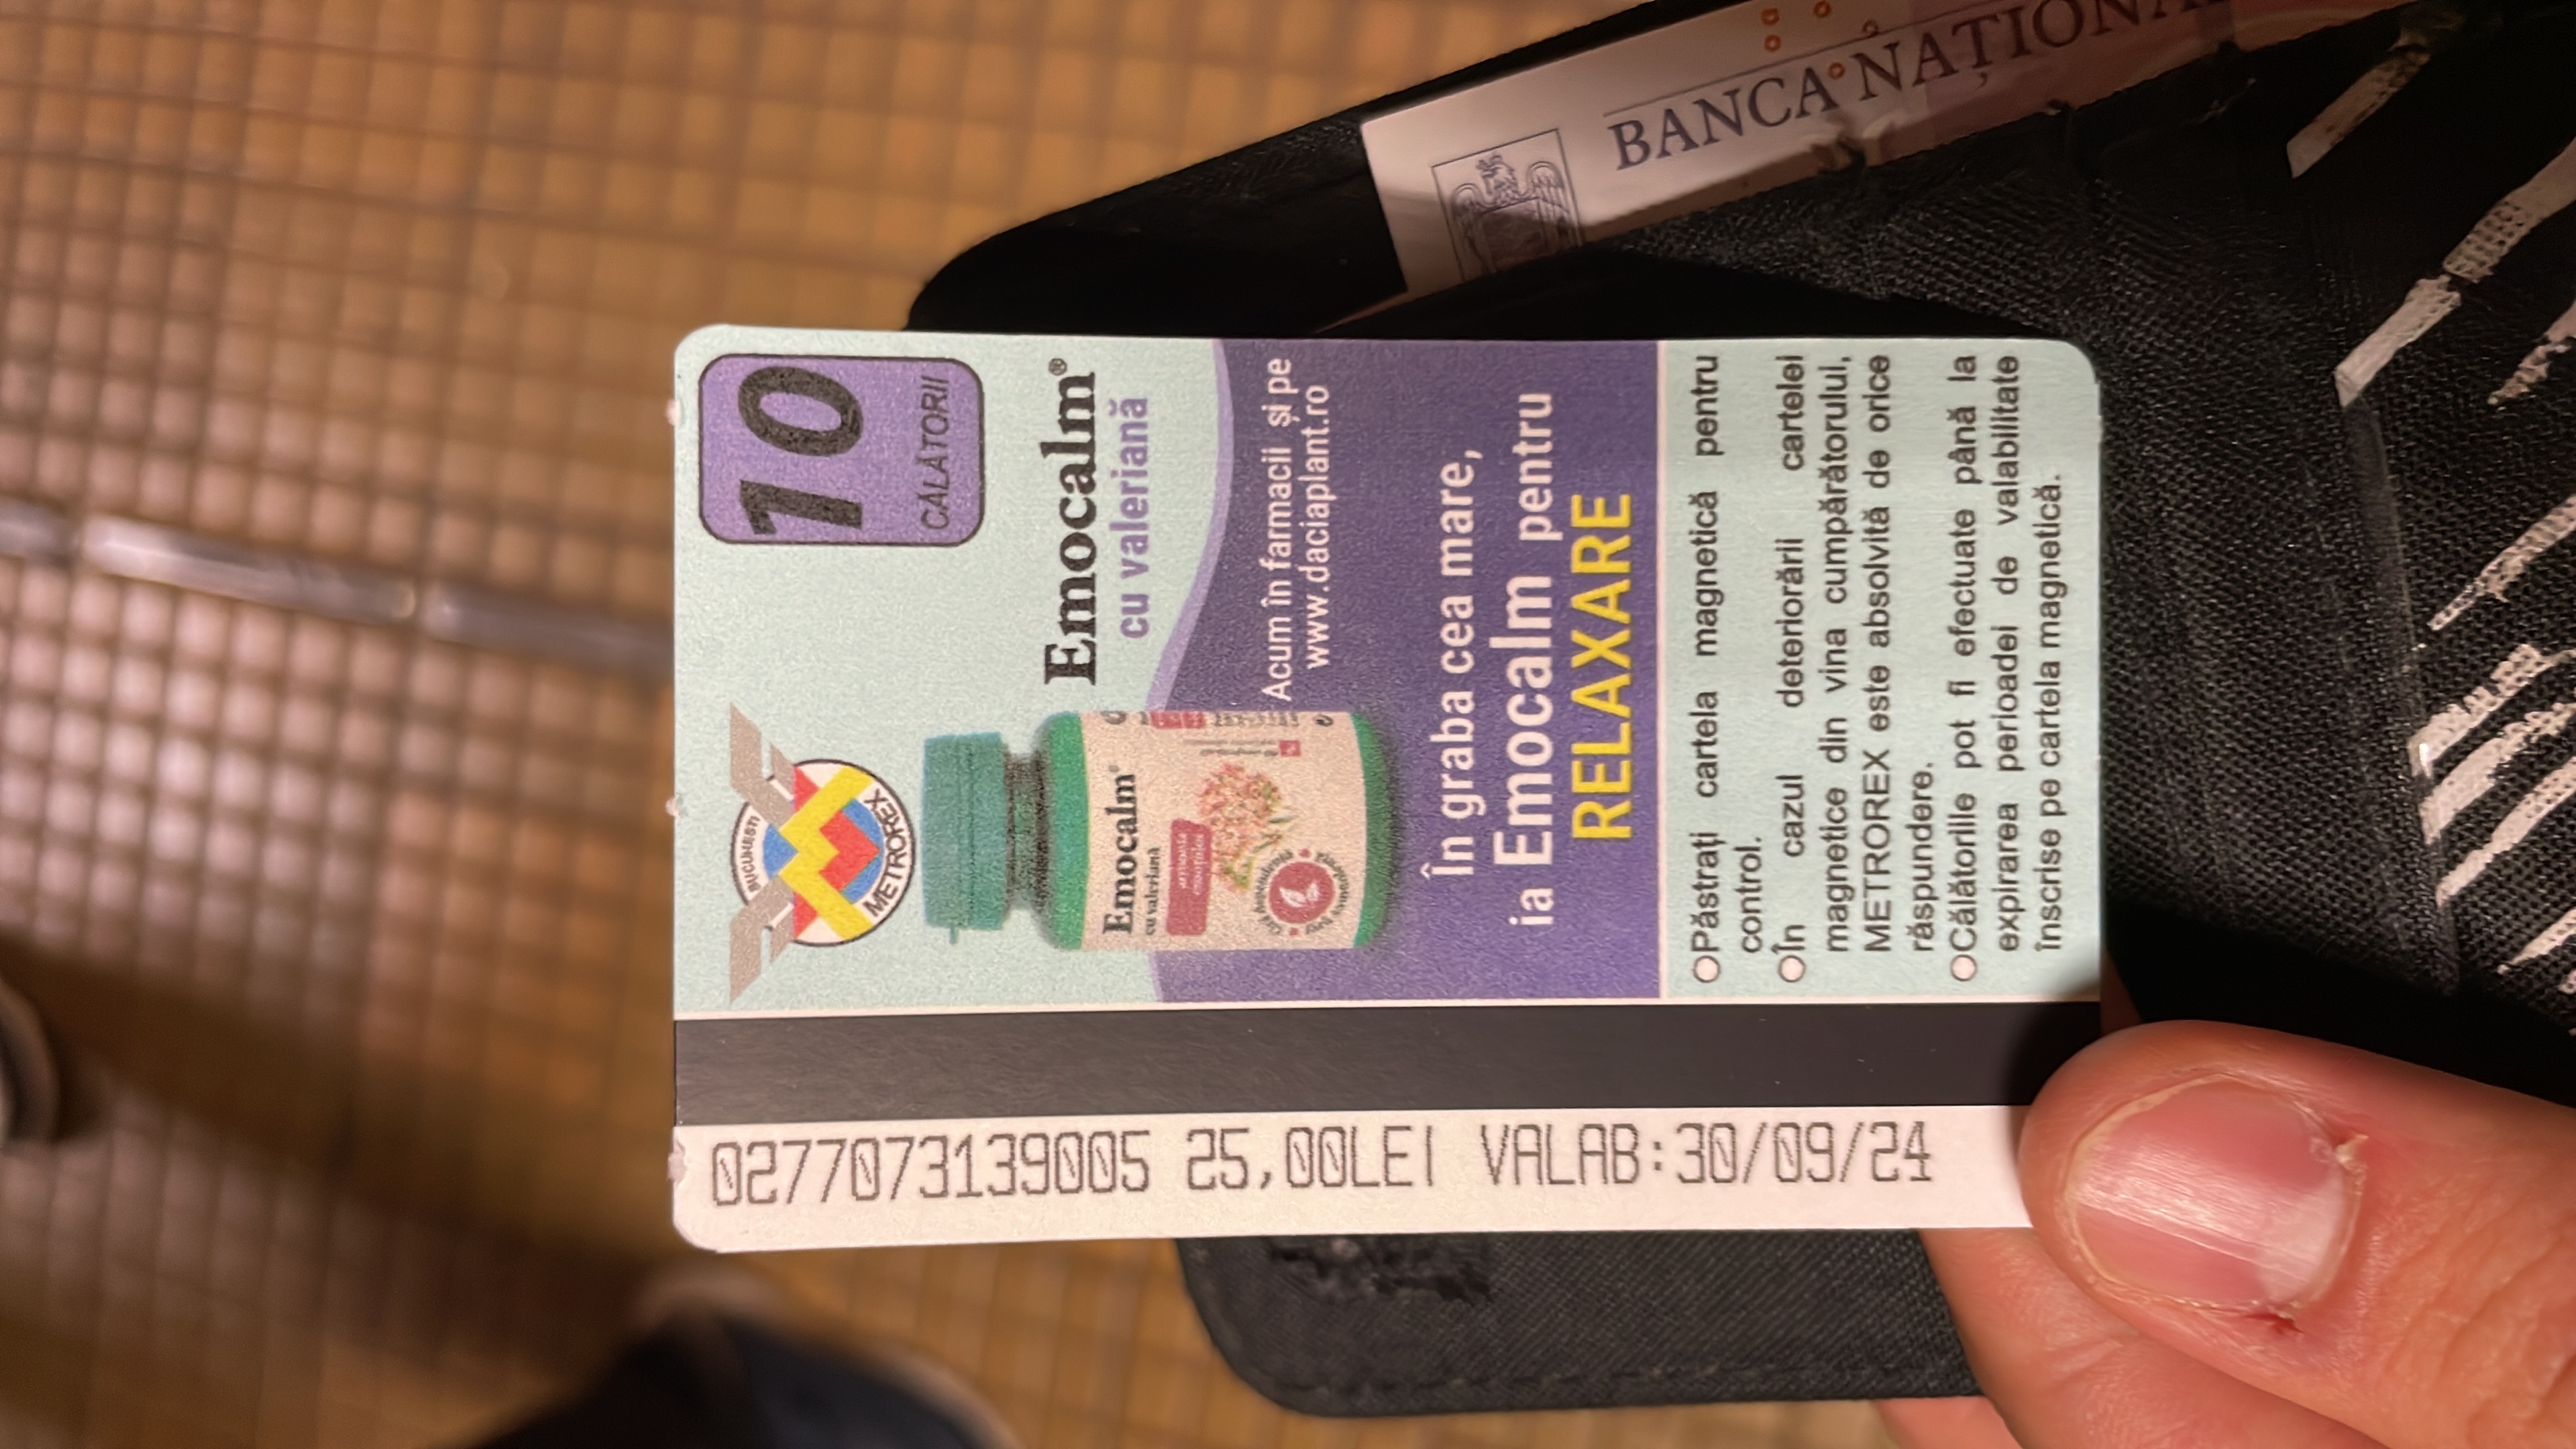 BANCA NAȚIONA
10
CĂLĂTORII
BUCUREȘTI
METROREX
Emocalm®
cu valeriană
Emocalm®
cu valeriană
Acum în farmacii și pe
www.daciaplant.ro
În graba cea mare,
ia Emocalm pentru
RELAXARE
Păstrați cartela magnetică pentru
control.
În cazul deteriorării cartelei
magnetice din vina cumpărătorului,
METROREX este absolvită de orice
răspundere.
Călătoriile pot fi efectuate până la
expirarea perioadei de valabilitate
înscrise pe cartela magnetică.
0277073139005 25,00LEI VALAB:30/09/24